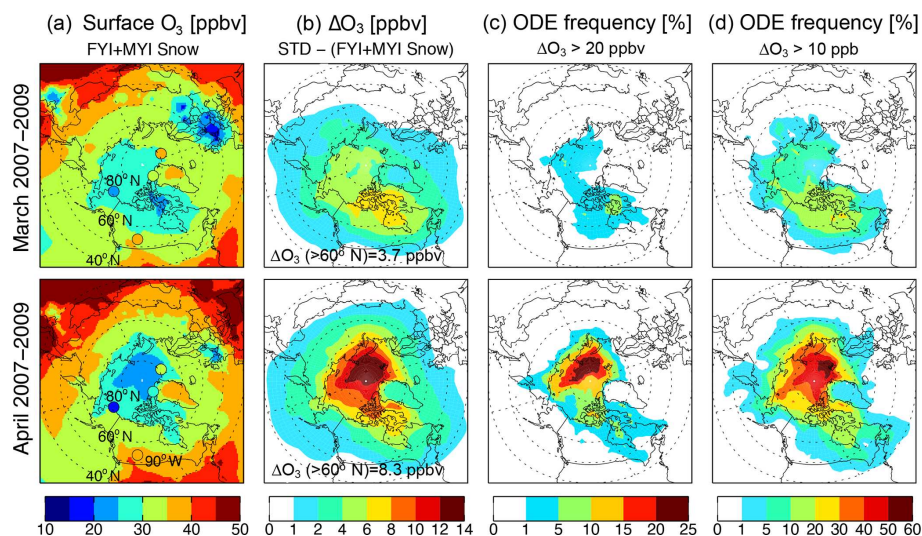 (a) Surface O₃ [ppbv]
FYI+MYI Snow
(b) ΔO₃ [ppbv]
STD – (FYI+MYI Snow)
(c) ODE frequency [%]
ΔO₃ > 20 ppbv
(d) ODE frequency [%]
ΔO₃ > 10 ppb
March 2007–2009
80°N
60°N
40°N
ΔO₃ (>60° N)=3.7 ppbv
April 2007–2009
80°N
60°N
40°N
90°W
ΔO₃ (>60° N)=8.3 ppbv
10 20 30 40 50
0 1 2 4 6 8 10 12 14
0 1 5 10 15 20 25
0 1 5 10 20 30 40 50 60